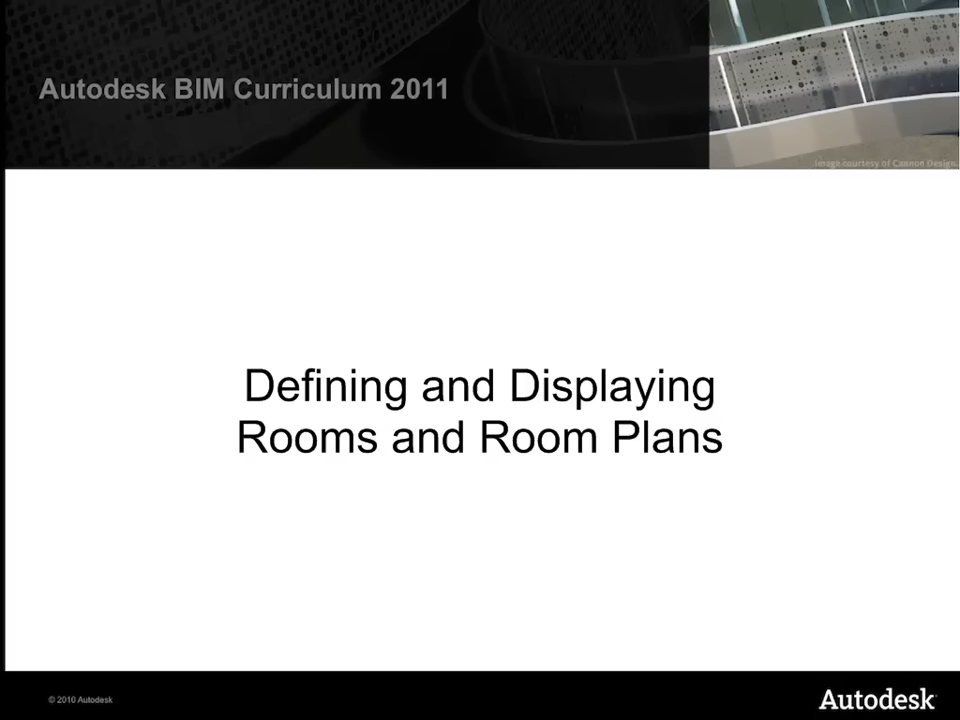 Autodesk BIM Curriculum 2011
Image courtesy of Cannon Design.
Defining and Displaying
Rooms and Room Plans
© 2010 Autodesk
Autodesk